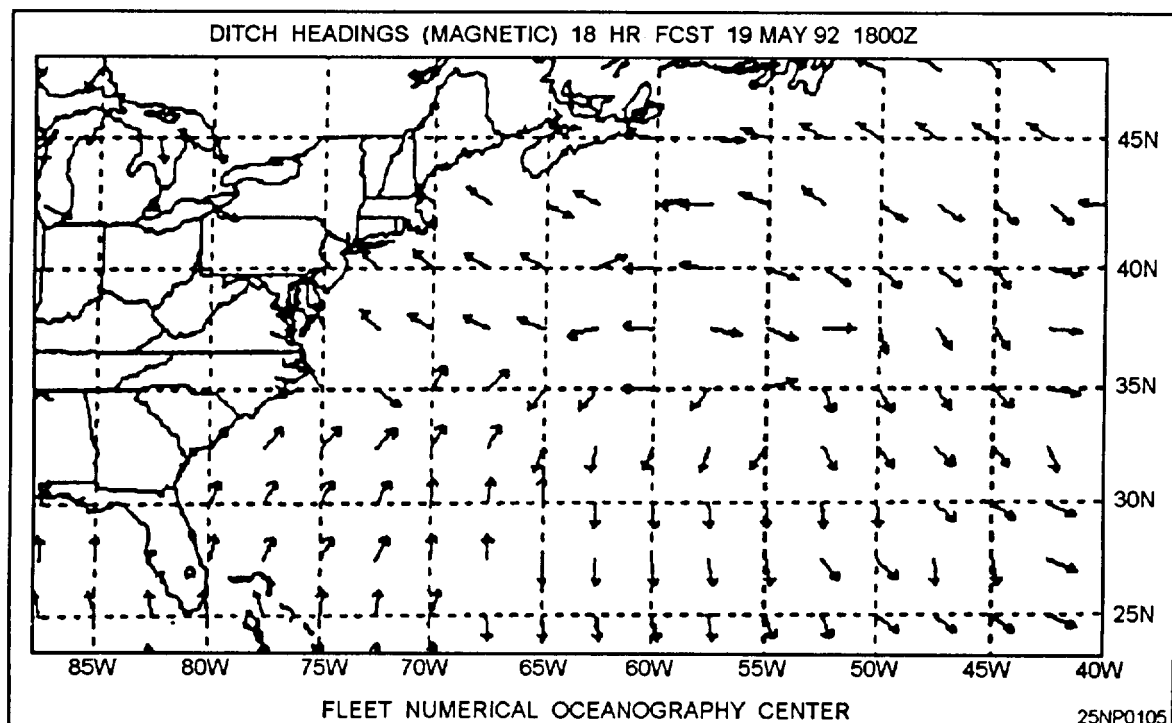 DITCH HEADINGS (MAGNETIC) 18 HR FCST 19 MAY 92 1800Z
45N
40N
35N
30N
25N
85W 80W 75W 70W 65W 60W 55W 50W 45W 40W
FLEET NUMERICAL OCEANOGRAPHY CENTER
25NP0105